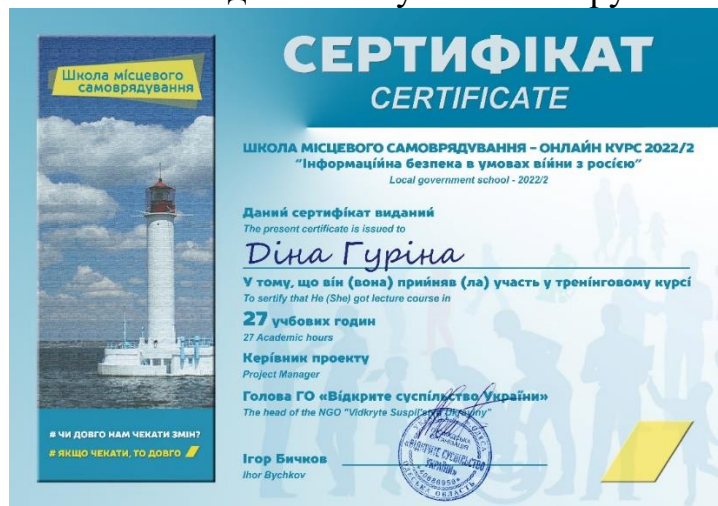 Школа місцевого
самоврядування
# ЧИ ДОВГО НАМ ЧЕКАТИ ЗМІН?
# ЯКЩО ЧЕКАТИ, ТО ДОВГО
СЕРТИФІКАТ
CERTIFICATE
ШКОЛА МІСЦЕВОГО САМОВРЯДУВАННЯ – ОНЛАЙН КУРС 2022/2
"Інформаційна безпека в умовах війни з росією"
Local government school - 2022/2
Даний сертифікат виданий
The present certificate is issued to
Діна Гуріна
У тому, що він (вона) прийняв (ла) участь у тренінговому курсі
To sertify that He (She) got lecture course in
27 учбових годин
27 Academic hours
Керівник проекту
Project Manager
Голова ГО «Відкрите суспільство України»
The head of the NGO "Vidkryte Suspil'stvo Ukrayiny"
Ігор Бичков
Ihor Bychkov
ВІДКРИТЕ СУСПІЛЬСТВО
УКРАЇНИ